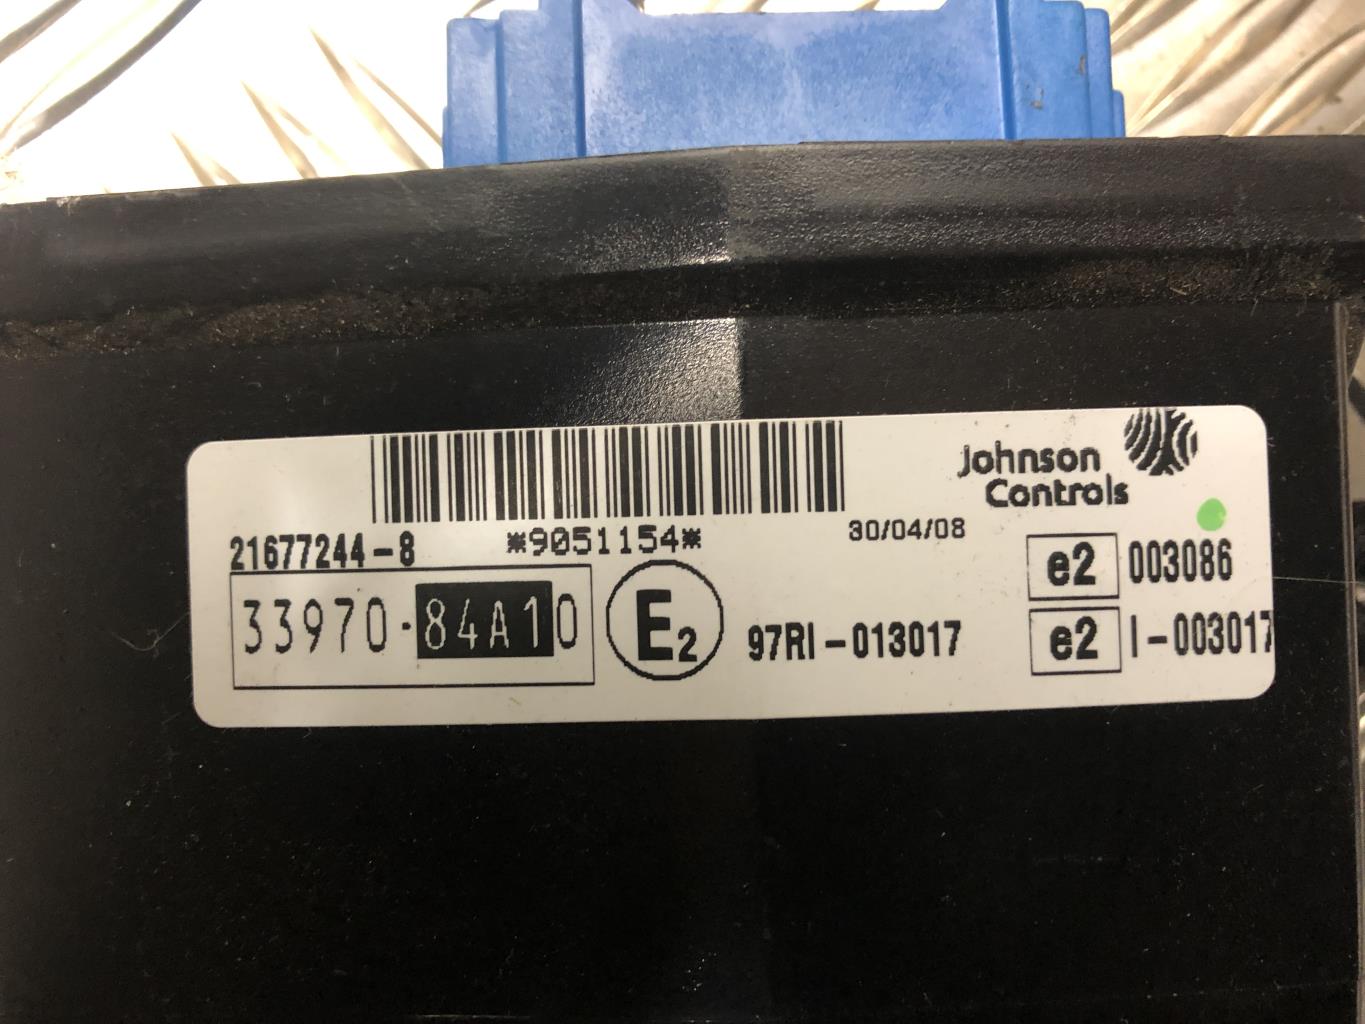 Johnson
Controls
21677244-8
*9051154*
30/04/08
e2 003086
33970-84A10
E2
97RI-013017
e2 I-003017